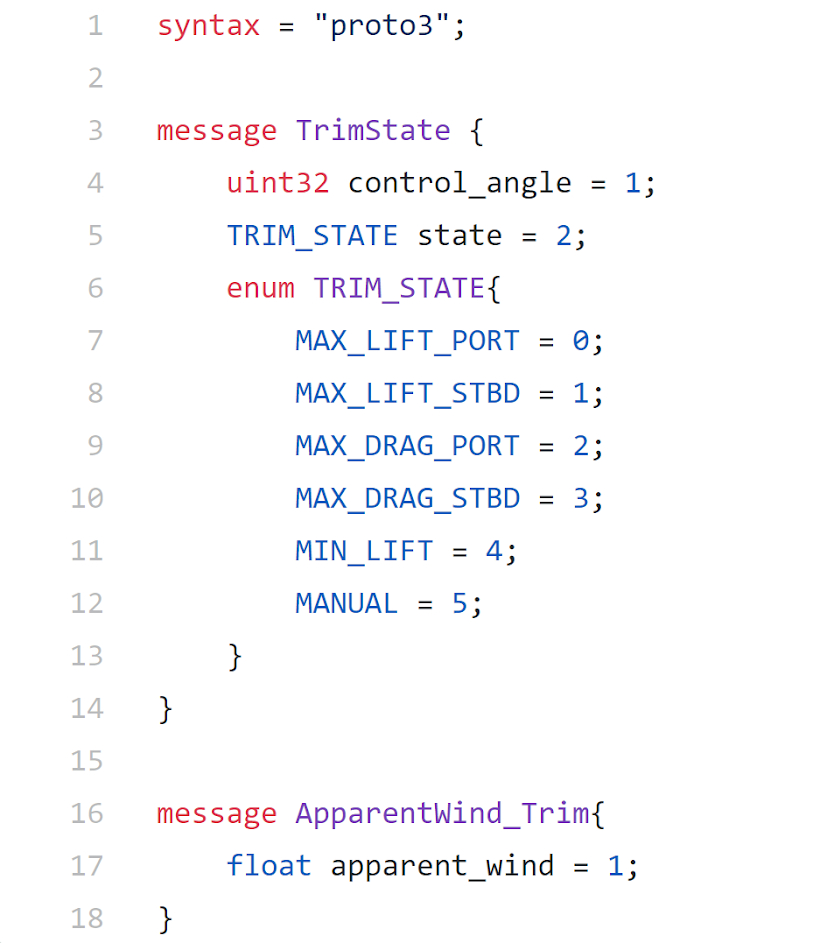 1 syntax = "proto3";
2
3 message TrimState {
4 uint32 control_angle = 1;
5 TRIM_STATE state = 2;
6 enum TRIM_STATE{
7 MAX_LIFT_PORT = 0;
8 MAX_LIFT_STBD = 1;
9 MAX_DRAG_PORT = 2;
10 MAX_DRAG_STBD = 3;
11 MIN_LIFT = 4;
12 MANUAL = 5;
13 }
14 }
15
16 message ApparentWind_Trim{
17 float apparent_wind = 1;
18 }